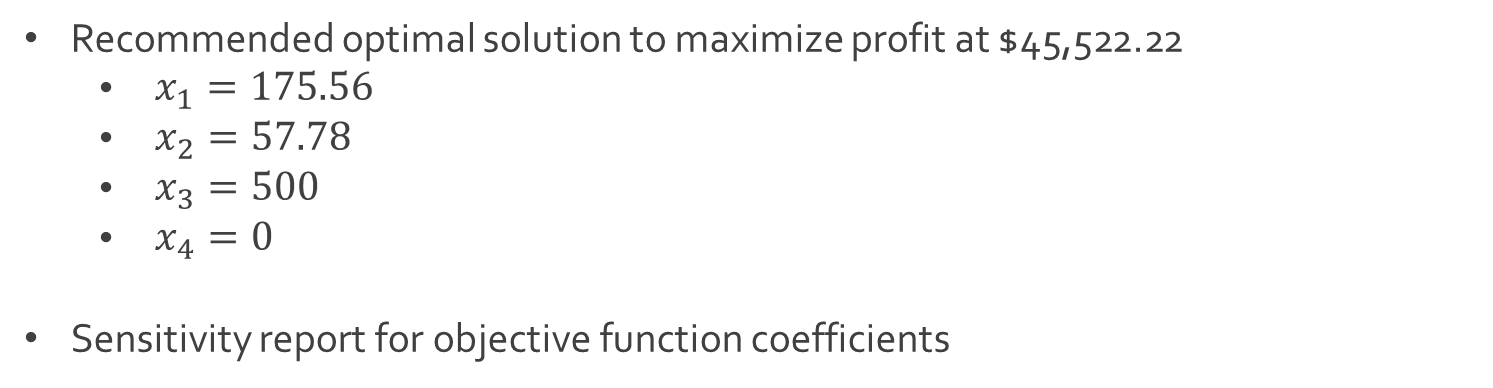 • Recommended optimal solution to maximize profit at $45,522.22
• x₁ = 175.56
• x₂ = 57.78
• x₃ = 500
• x₄ = 0
• Sensitivity report for objective function coefficients